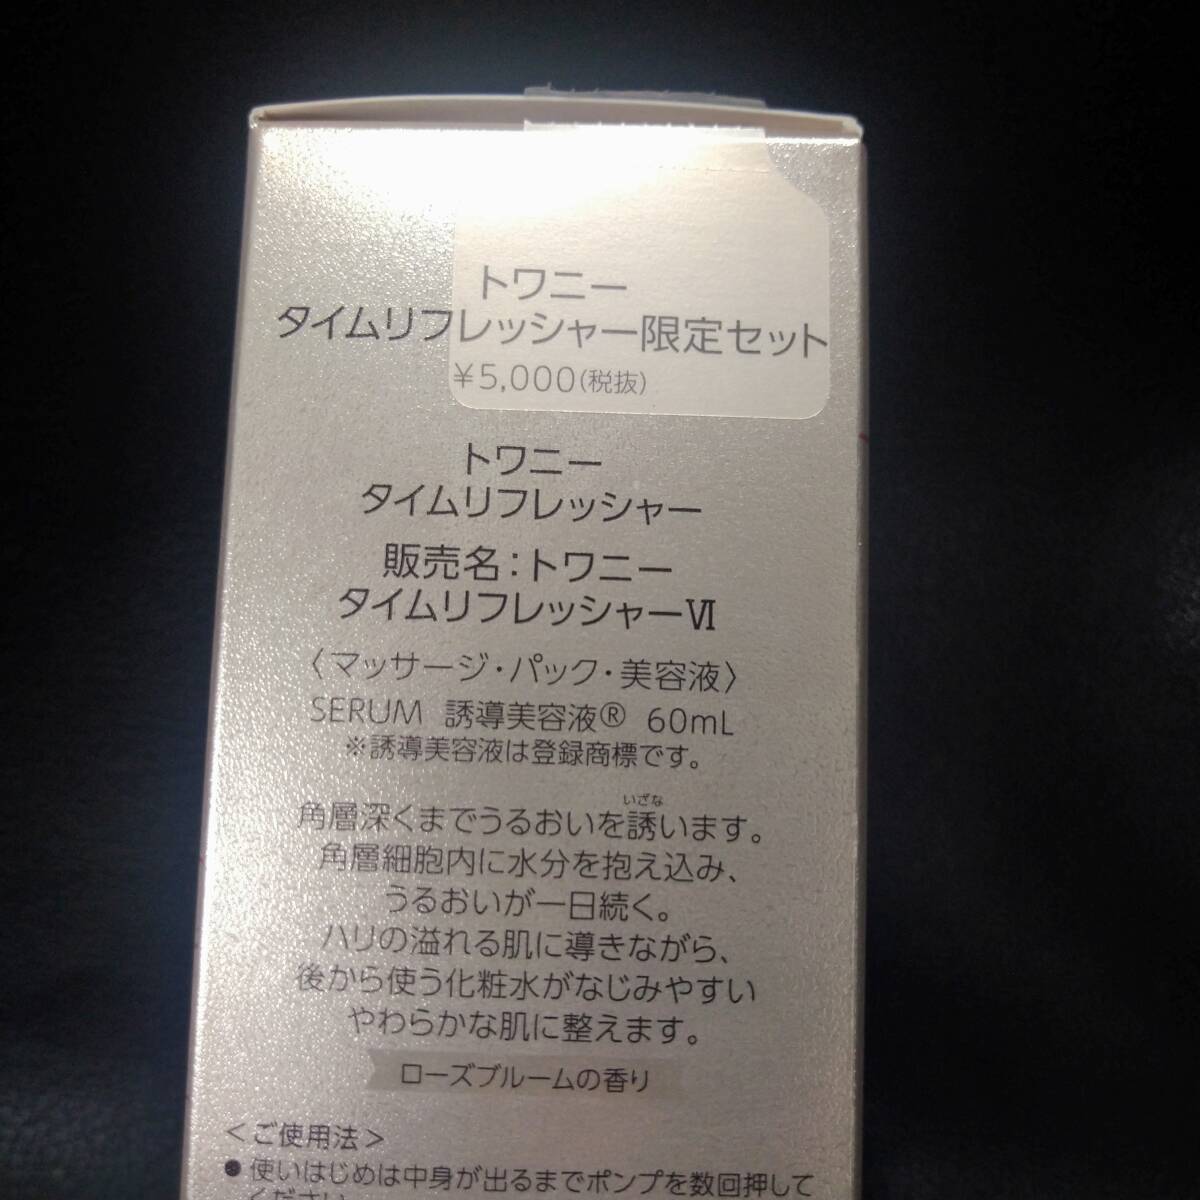 トワニー
タイムリフレッシャー限定セット
¥5,000(税抜)
トワニー
タイムリフレッシャー
販売名:トワニー
タイムリフレッシャーⅥ
〈マッサージ・パック・美容液〉
SERUM 誘導美容液® 60mL
※誘導美容液は登録商標です。
いざな
角層深くまでうるおいを誘います。
角層細胞内に水分を抱え込み、
うるおいが一日続く。
ハリの溢れる肌に導きながら、
後から使う化粧水がなじみやすい
やわらかな肌に整えます。
ローズブルームの香り
<ご使用法>
●使いはじめは中身が出るまでポンプを数回押して
ください